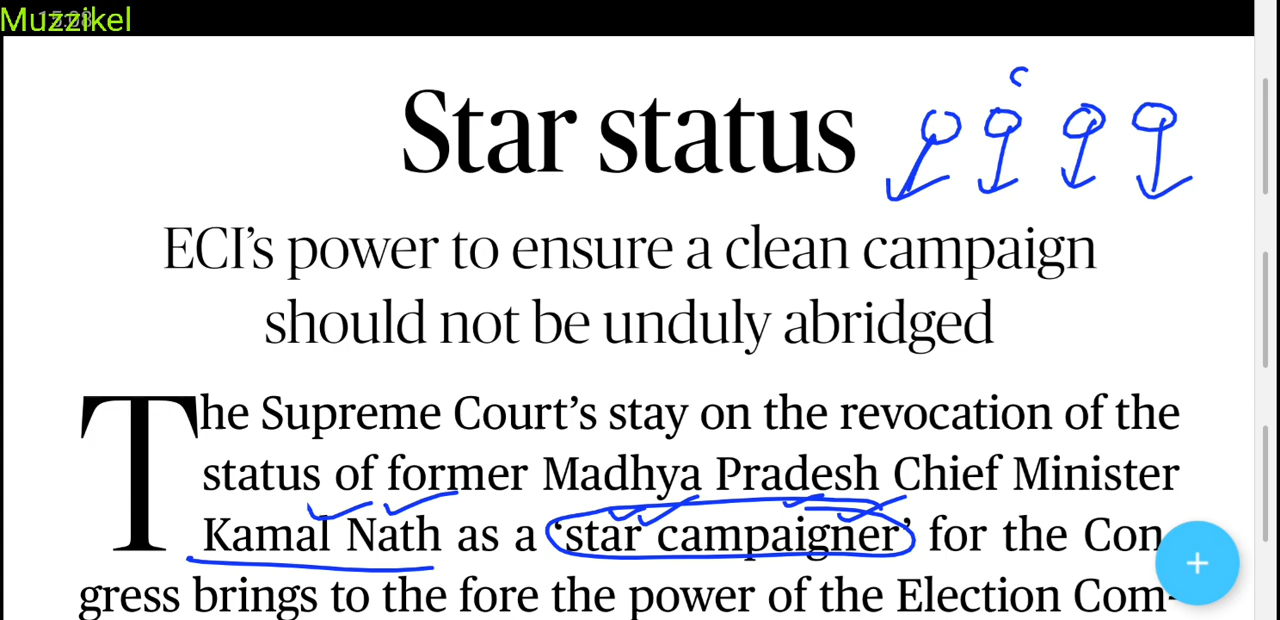 Muzzikel
Star status
ECI's power to ensure a clean campaign
should not be unduly abridged
The Supreme Court's stay on the revocation of the
status of former Madhya Pradesh Chief Minister
Kamal Nath as a 'star campaigner' for the Con
gress brings to the fore the power of the Election Com-